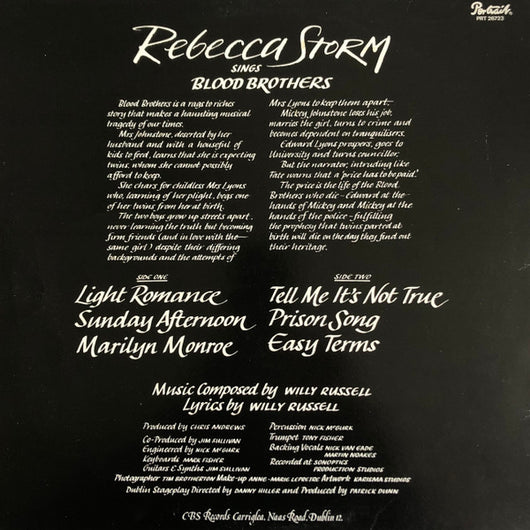 Portrait
PRT 26723
Rebecca Storm
SINGS
BLOOD BROTHERS
Blood Brothers is a rags to riches
story that makes a haunting musical
tragedy of our times.
Mrs Johnstone, deserted by her
husband and with a houseful of
kids to feed, learns that she is expecting
twins, whom she cannot possibly
afford to keep.
She chars for childless Mrs Lyons
who, learning of her plight, begs one
of her twins from her at birth.
The two boys grow up streets apart,
never learning the truth but becoming
firm friends (and in love with the
same girl) despite their differing
backgrounds and the attempts of
Mrs Lyons to keep them apart;
Mickey Johnstone loses his job,
marries the girl, turns to crime and
becomes dependent on tranquilisers.
Edward Lyons prospers, goes to
University and turns councillor.
But the narrator, intruding like
Fate warns that a 'price has to be paid'.
The price is the life of the Blood
Brothers who die - Edward at the
hands of Mickey and Mickey at the
hands of the police - fulfilling
the prophesy that twins parted at
birth will die on the day they find out
their heritage.
SIDE ONE
Light Romance
Sunday Afternoon
Marilyn Monroe
SIDE TWO
Tell Me It's Not True
Prison Song
Easy Terms
Music Composed by WILLY RUSSELL
Lyrics by WILLY RUSSELL
Produced by CHRIS ANDREWS
Co-Produced by JIM SULLIVAN
Engineered by NICK McGURK
Keyboards MARK FISHER
Guitars & Synths JIM SULLIVAN
Percussion NICK McGURK
Trumpet TONY FISHER
Backing Vocals NICK VAN EADE
MARTIN NOAKES
Recorded at SONOPTICS
PRODUCTION STUDIOS
Photographer TIM BROTHERTON Make-up ANNE-MARIE LEPRETRE Artwork KARISMA STUDIOS
Dublin Stageplay Directed by DANNY HILLER and Produced by PATRICK DUNN
CBS Records Carriglea, Naas Road, Dublin 12.